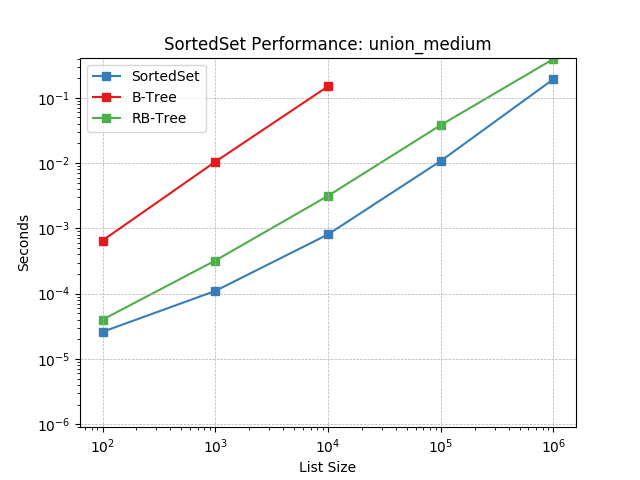 SortedSet Performance: union_medium
SortedSet
B-Tree
RB-Tree
Seconds
10⁻¹
10⁻²
10⁻³
10⁻⁴
10⁻⁵
10⁻⁶
10² 10³ 10⁴ 10⁵ 10⁶
List Size